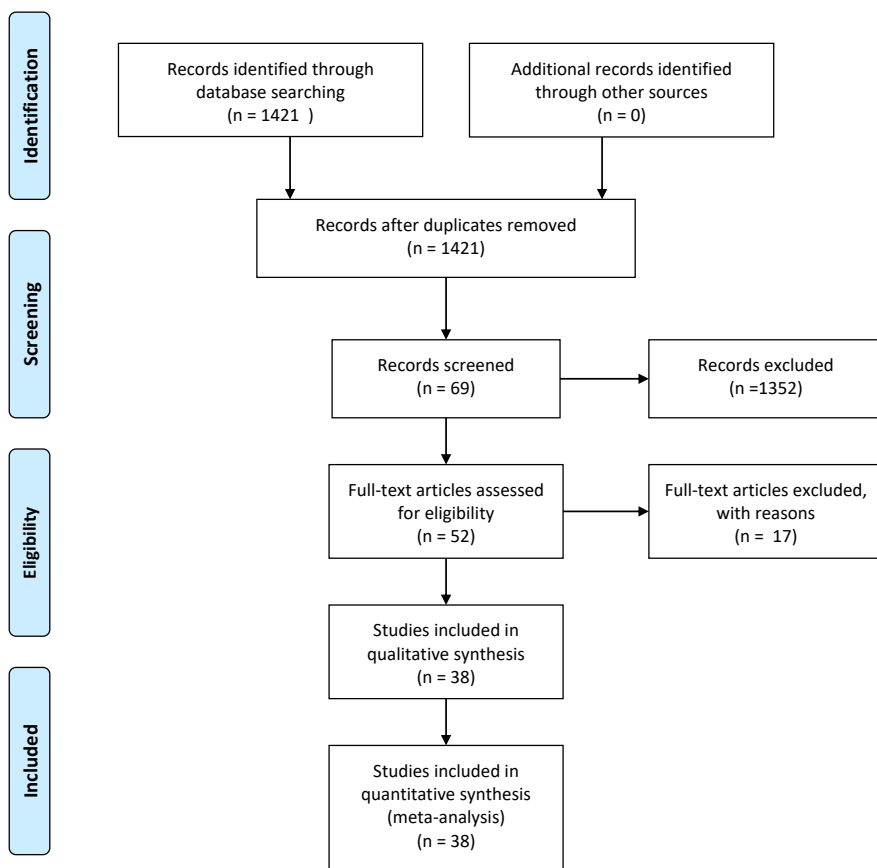 Identification
Records identified through
database searching
(n = 1421  )
Additional records identified
through other sources
(n = 0)
Records after duplicates removed
(n = 1421)
Screening
Records screened
(n = 69)
Records excluded
(n =1352)
Eligibility
Full-text articles assessed
for eligibility
(n = 52)
Full-text articles excluded,
with reasons
(n =  17)
Studies included in
qualitative synthesis
(n = 38)
Included
Studies included in
quantitative synthesis
(meta-analysis)
(n = 38)